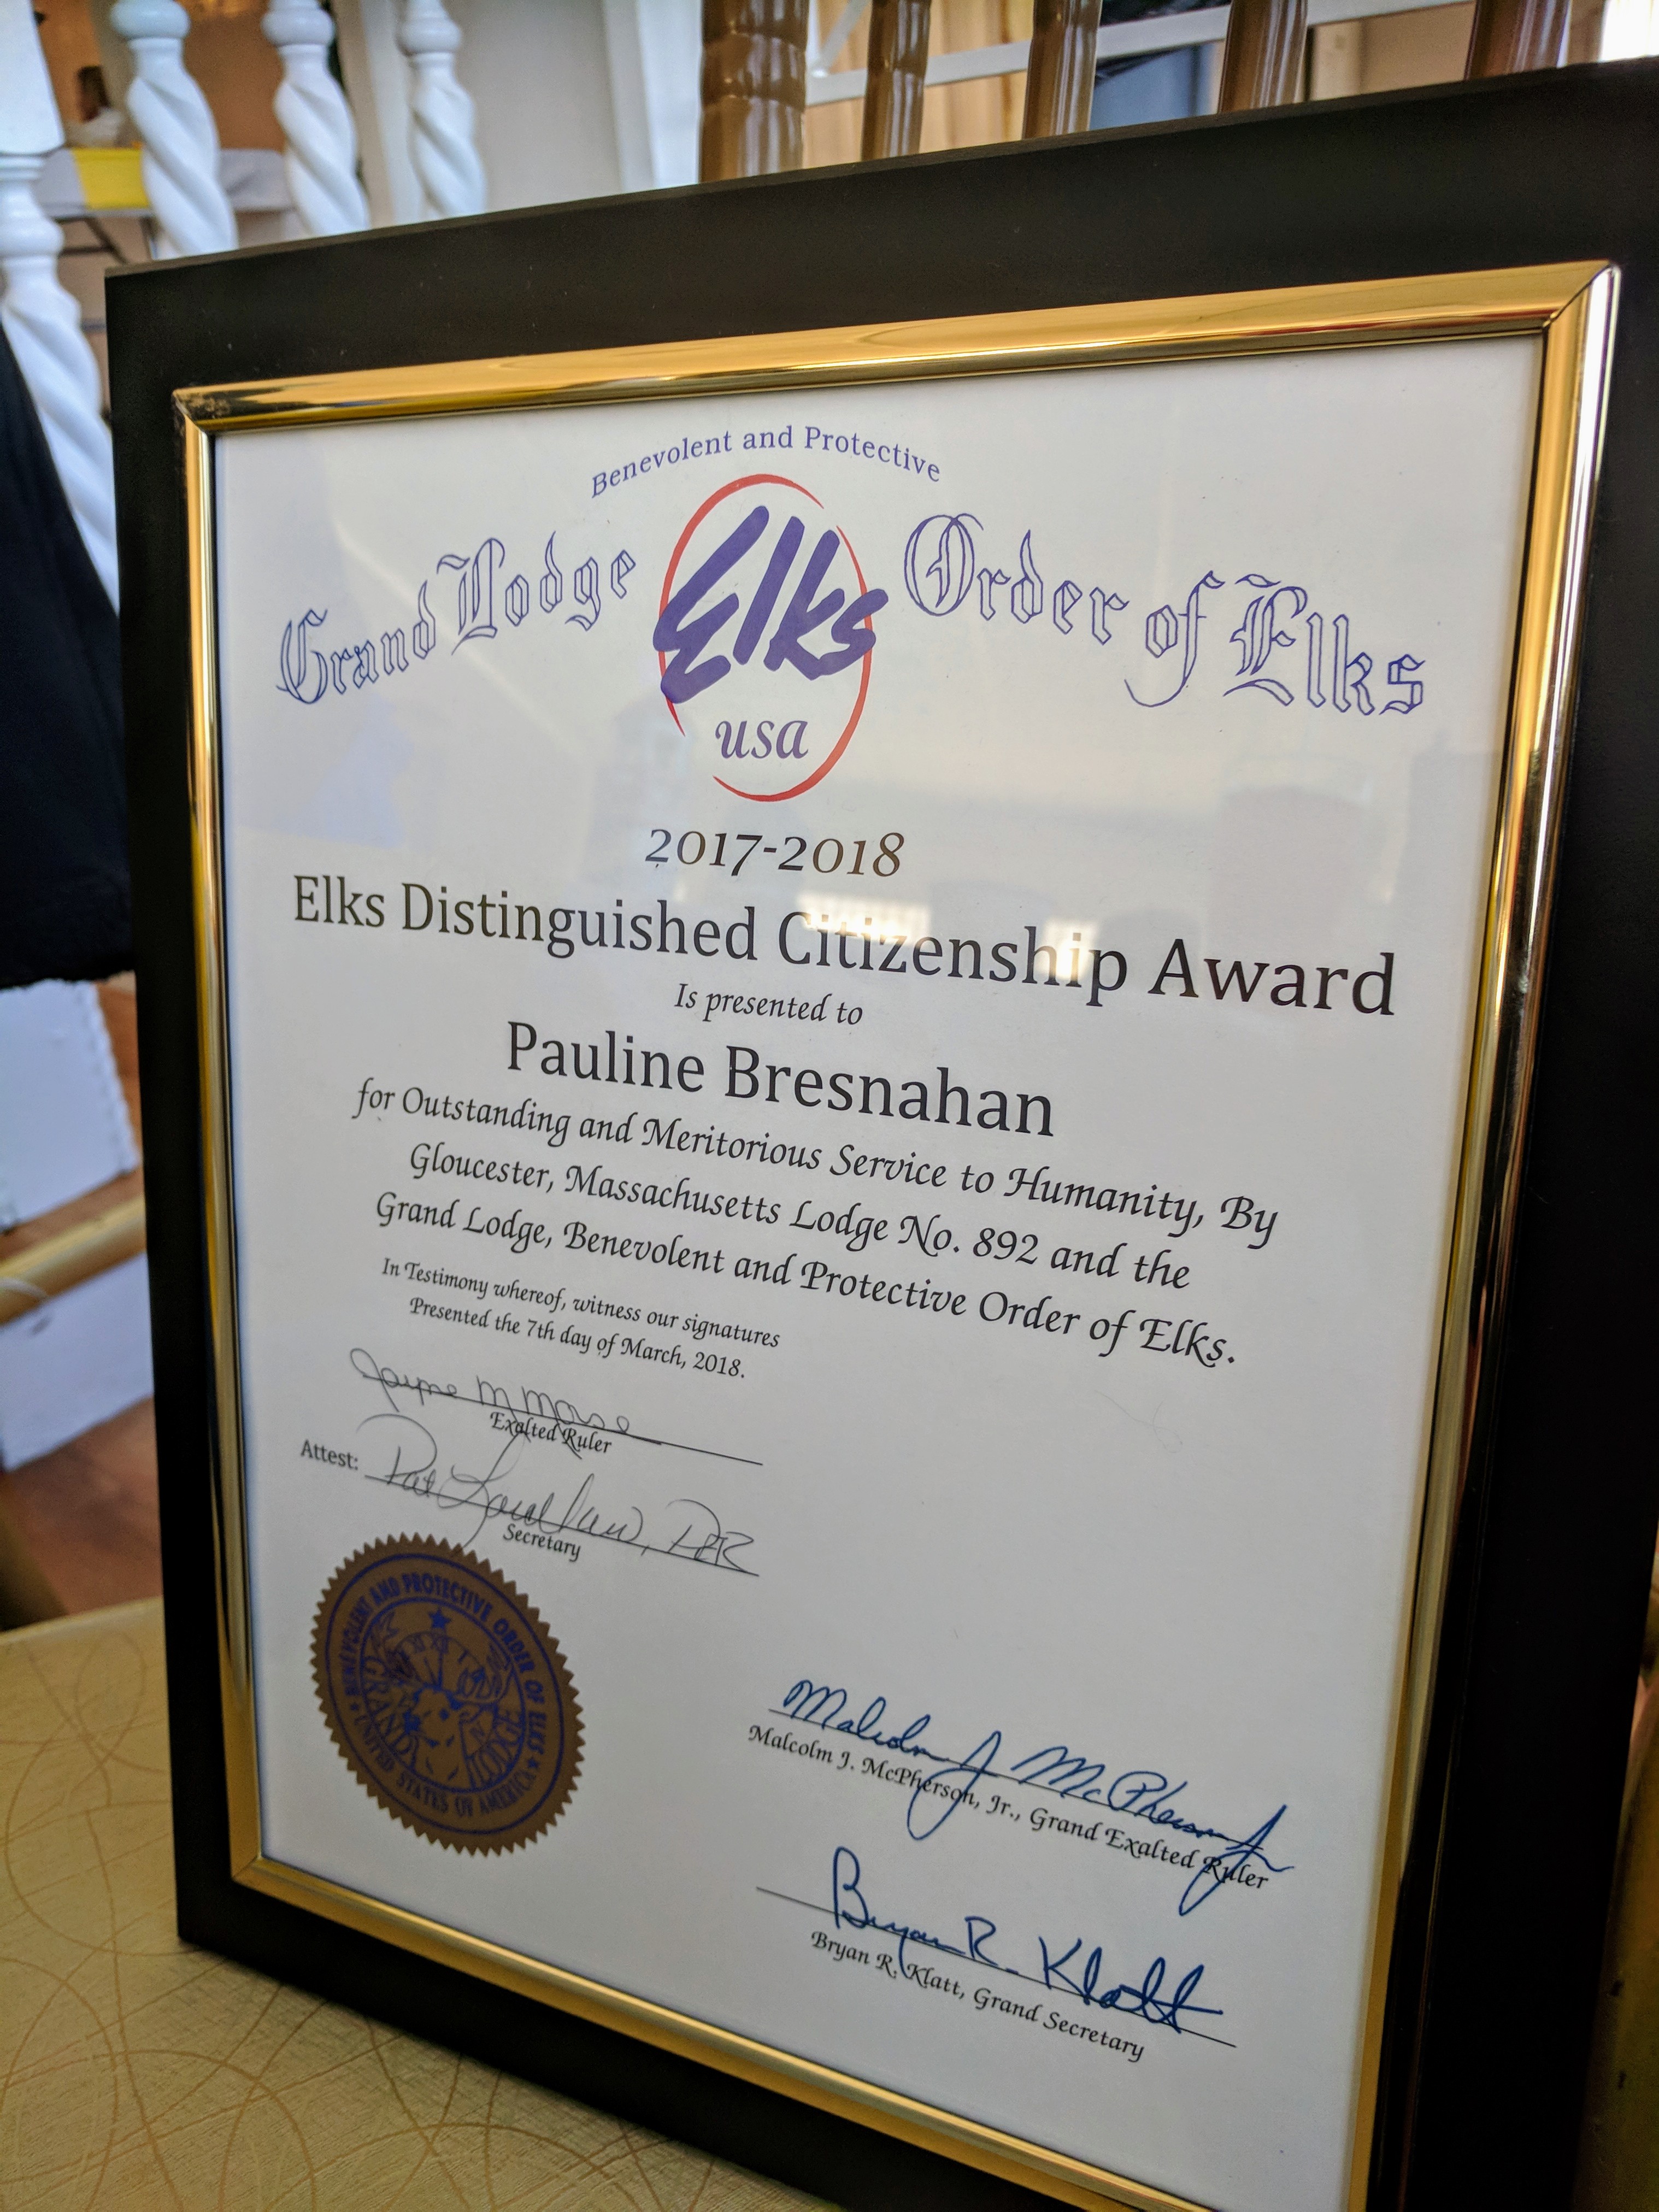 Benevolent and Protective
Grand Lodge Elks Order of Elks
usa
2017-2018
Elks Distinguished Citizenship Award
Is presented to
Pauline Bresnahan
for Outstanding and Meritorious Service to Humanity, By
Gloucester, Massachusetts Lodge No. 892 and the
Grand Lodge, Benevolent and Protective Order of Elks.
In Testimony whereof, witness our signatures
Presented the 7th day of March, 2018.
Jayne M
Exalted Ruler
Attest: Pat PER
Secretary
BENEVOLENT AND PROTECTIVE ORDER OF ELKS
GRAND LODGE
UNITED STATES OF AMERICA
Malcolm J McPherson Jr
Malcolm J. McPherson, Jr., Grand Exalted Ruler
Bryan R. Klatt
Bryan R. Klatt, Grand Secretary